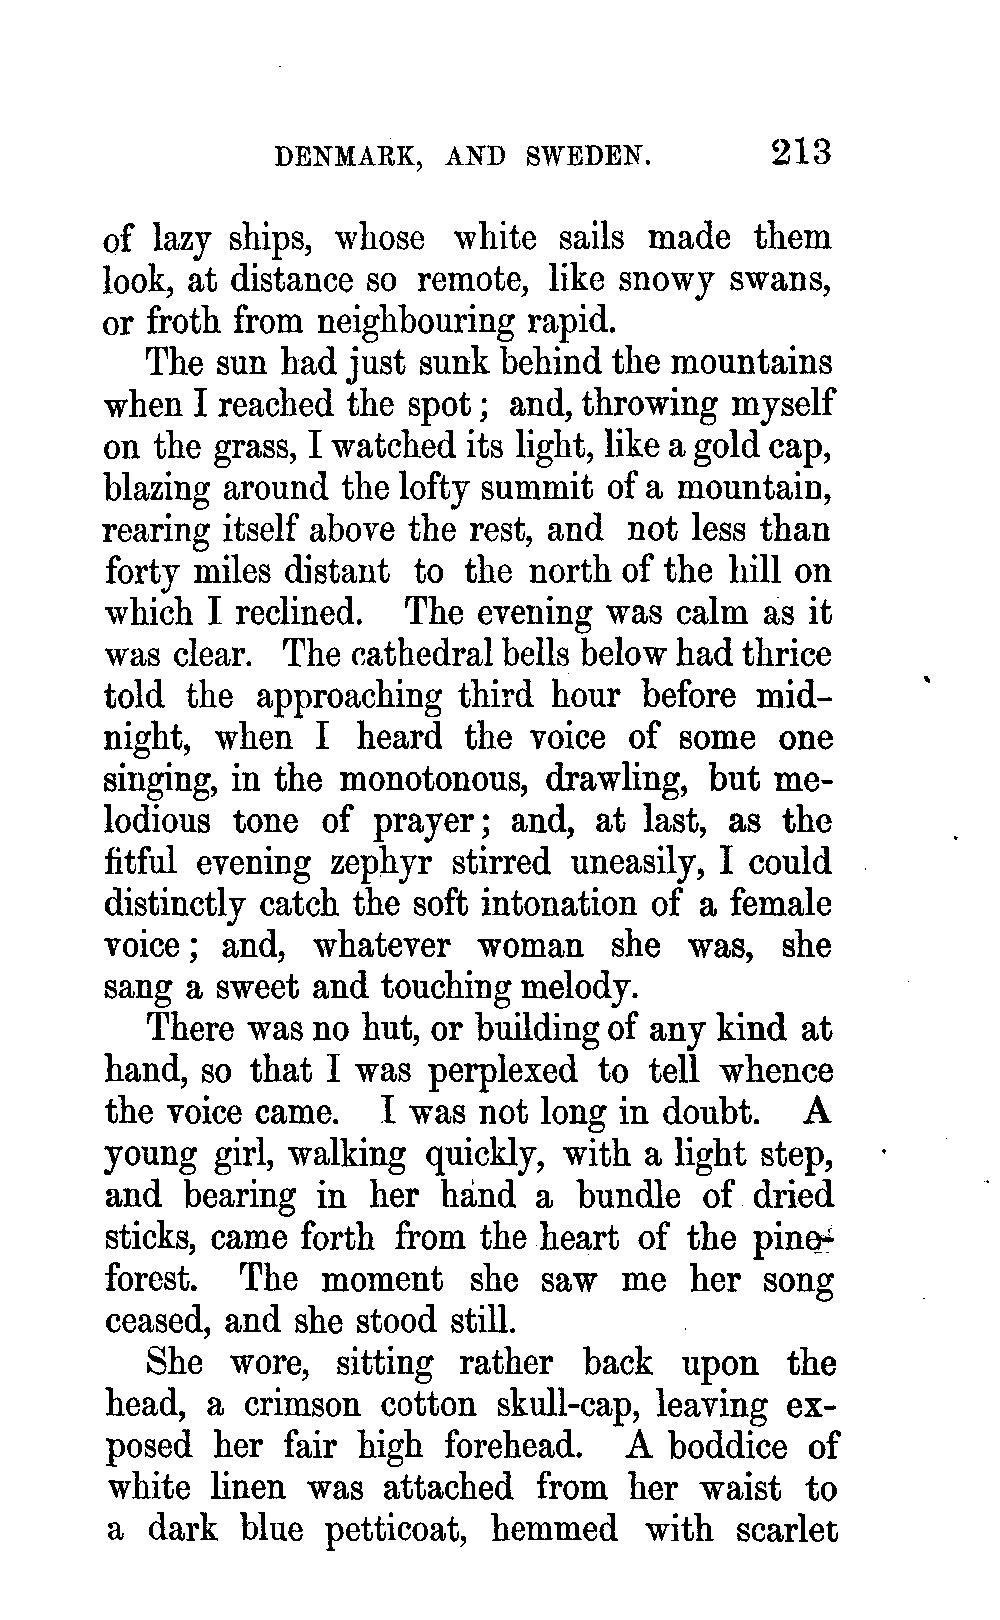 DENMARK, AND SWEDEN. 213
of lazy ships, whose white sails made them
look, at distance so remote, like snowy swans,
or froth from neighbouring rapid.
The sun had just sunk behind the mountains
when I reached the spot; and, throwing myself
on the grass, I watched its light, like a gold cap,
blazing around the lofty summit of a mountain,
rearing itself above the rest, and not less than
forty miles distant to the north of the hill on
which I reclined. The evening was calm as it
was clear. The cathedral bells below had thrice
told the approaching third hour before mid-
night, when I heard the voice of some one
singing, in the monotonous, drawling, but me-
lodious tone of prayer; and, at last, as the
fitful evening zephyr stirred uneasily, I could
distinctly catch the soft intonation of a female
voice; and, whatever woman she was, she
sang a sweet and touching melody.
There was no hut, or building of any kind at
hand, so that I was perplexed to tell whence
the voice came. I was not long in doubt. A
young girl, walking quickly, with a light step,
and bearing in her hand a bundle of dried
sticks, came forth from the heart of the pine-
forest. The moment she saw me her song
ceased, and she stood still.
She wore, sitting rather back upon the
head, a crimson cotton skull-cap, leaving ex-
posed her fair high forehead. A boddice of
white linen was attached from her waist to
a dark blue petticoat, hemmed with scarlet